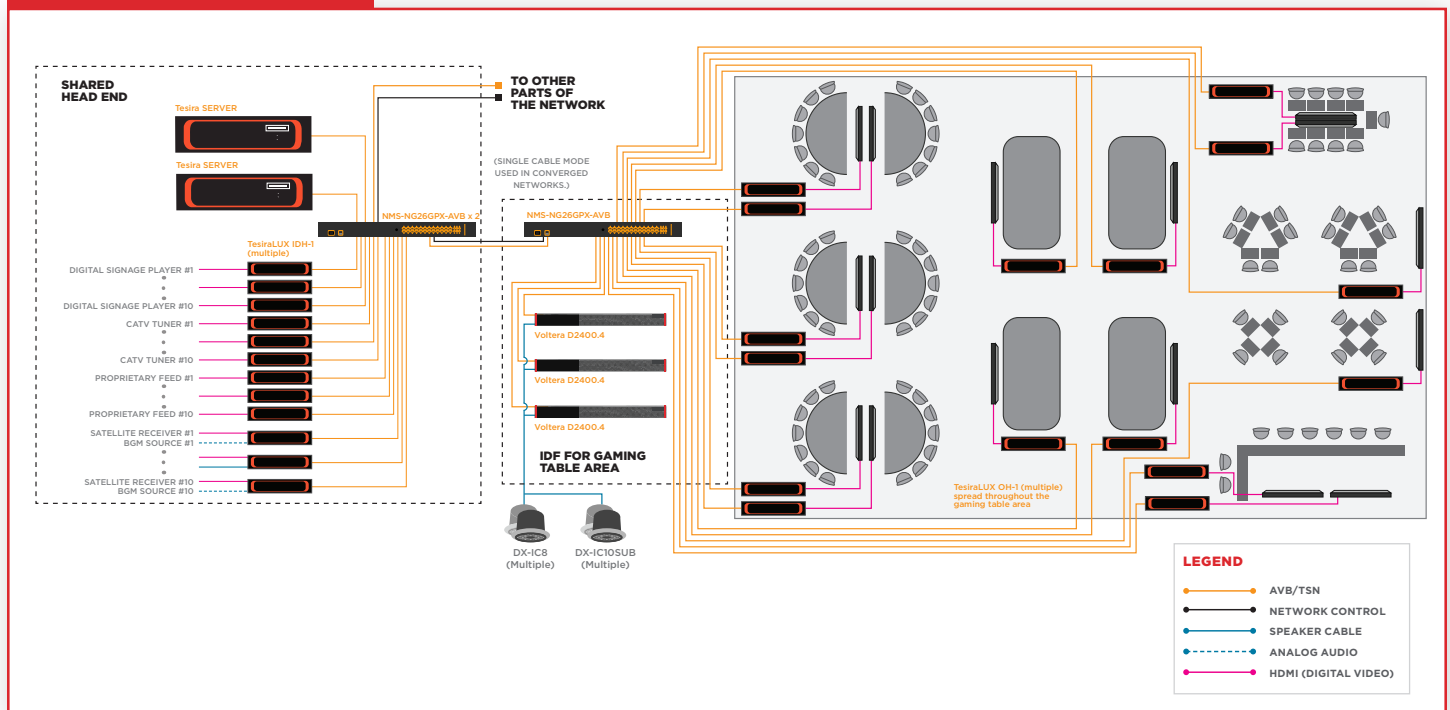 SHARED
HEAD END
TO OTHER
PARTS OF
THE NETWORK
Tesira SERVER
Tesira SERVER
(SINGLE CABLE MODE
USED IN CONVERGED
NETWORKS.)
NMS-NG26GPX-AVB x 2
NMS-NG26GPX-AVB
TesiraLUX IDH-1
(multiple)
DIGITAL SIGNAGE PLAYER #1
DIGITAL SIGNAGE PLAYER #10
CATV TUNER #1
CATV TUNER #10
PROPRIETARY FEED #1
PROPRIETARY FEED #10
SATELLITE RECEIVER #1
BGM SOURCE #1
SATELLITE RECEIVER #10
BGM SOURCE #10
Voltera D2400.4
Voltera D2400.4
Voltera D2400.4
IDF FOR GAMING
TABLE AREA
DX-IC8
(Multiple)
DX-IC10SUB
(Multiple)
TesiraLUX OH-1 (multiple)
spread throughout the
gaming table area
LEGEND
AVB/TSN
NETWORK CONTROL
SPEAKER CABLE
ANALOG AUDIO
HDMI (DIGITAL VIDEO)